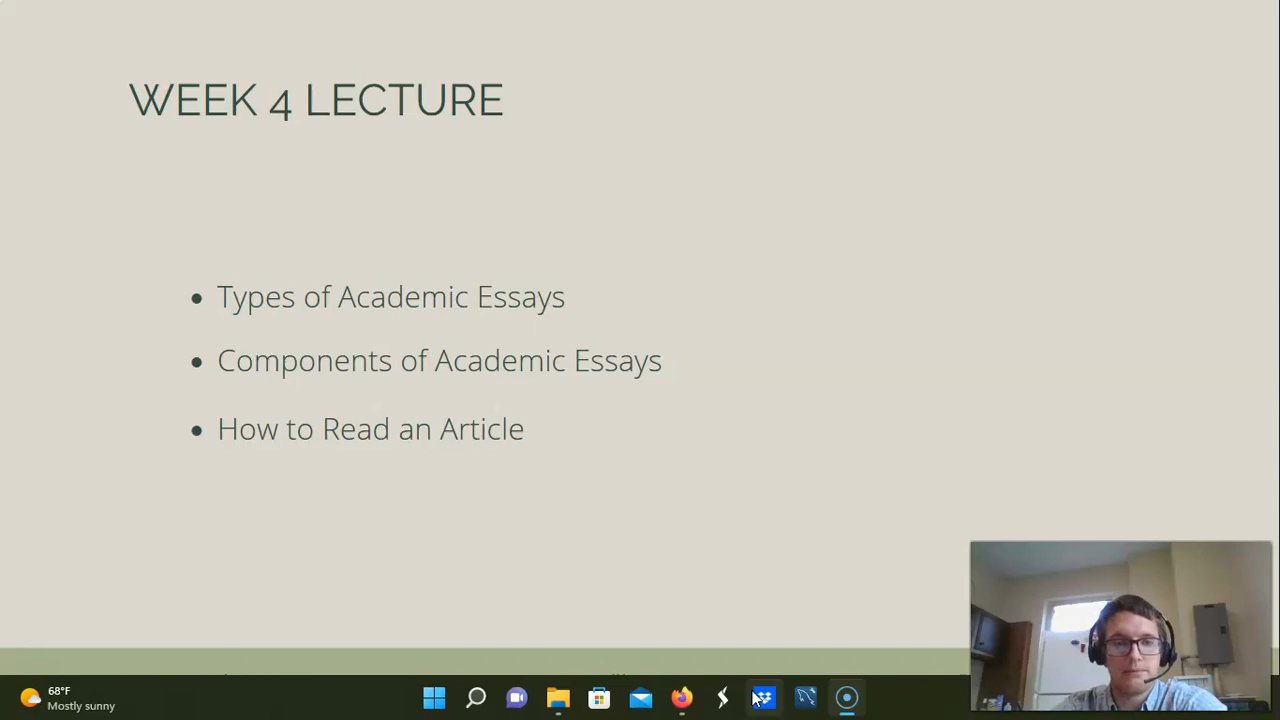 WEEK 4 LECTURE
Types of Academic Essays
Components of Academic Essays
How to Read an Article
68°F
Mostly sunny